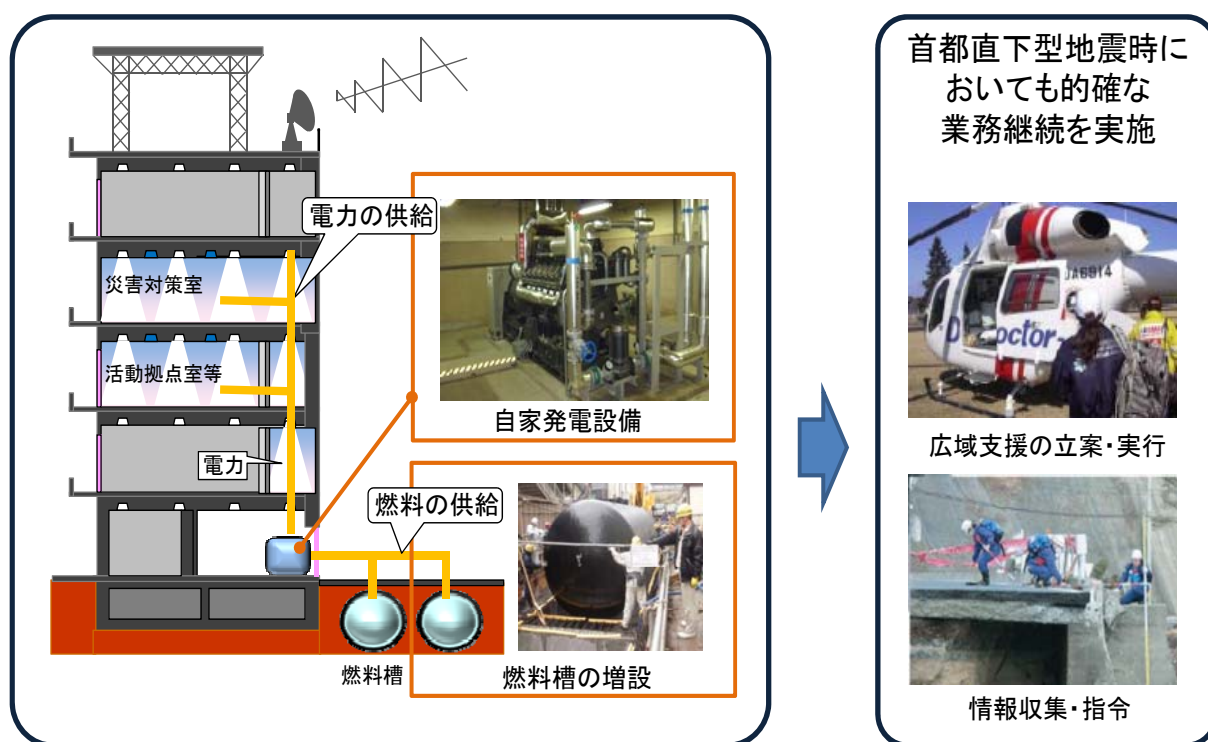 電力の供給
災害対策室
活動拠点室等
電力
燃料の供給
燃料槽
自家発電設備
燃料槽の増設
首都直下型地震時に
おいても的確な
業務継続を実施
JA6914
Doctor-
広域支援の立案・実行
情報収集・指令